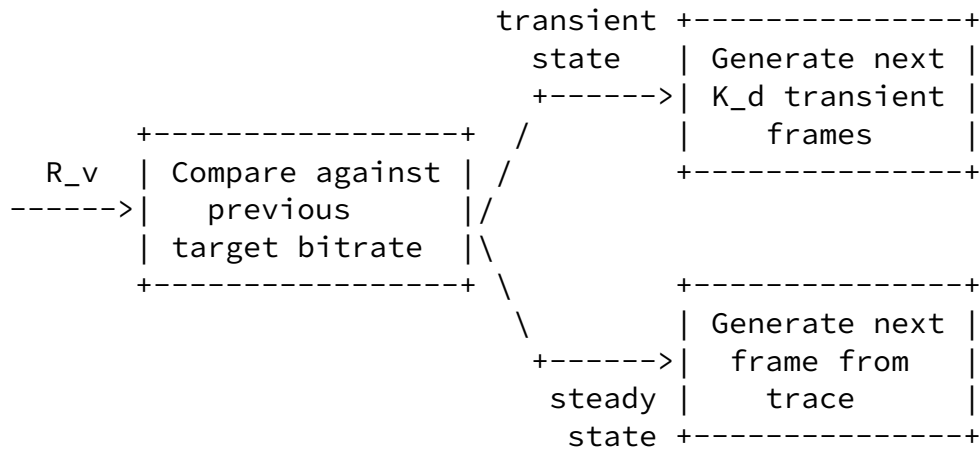 transient
state
Generate next
K_d transient
frames
R_v
Compare against
previous
target bitrate
Generate next
frame from
trace
steady
state